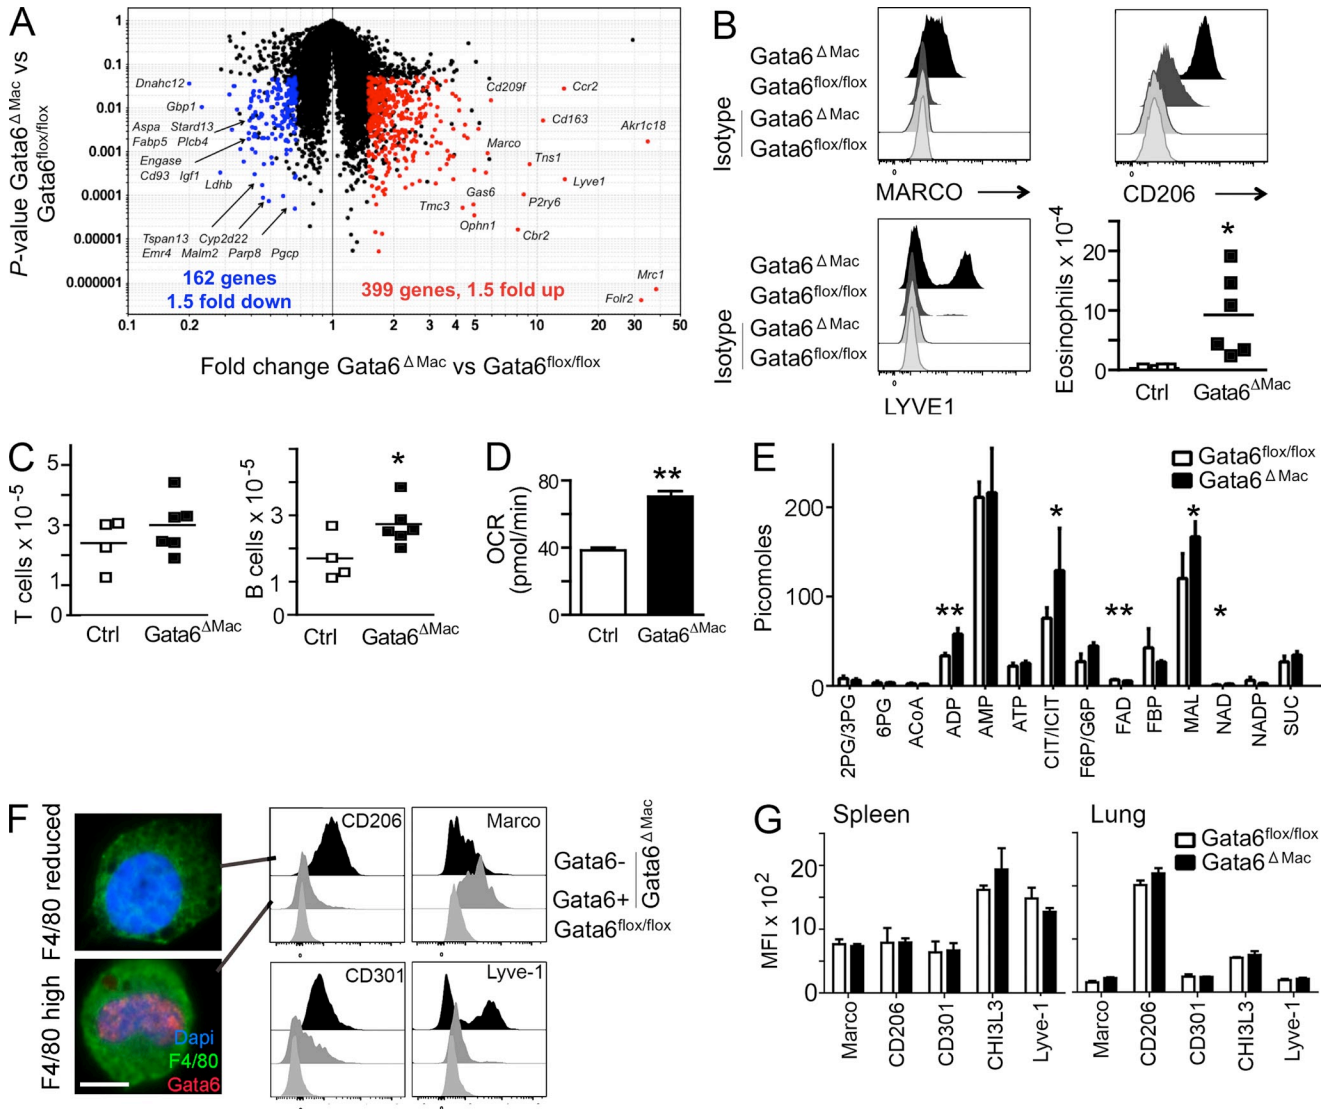 A
P-value Gata6ΔMac vs
Gata6flox/flox
1
0.1
0.01
0.001
0.0001
0.00001
0.000001
Dnahc12
Gbp1
Aspa Stard13
Fabp5 Plcb4
Engase
Cd93 Igf1
Ldhb
Tspan13 Cyp2d22
Emr4 Malm2 Parp8 Pgcp
162 genes
1.5 fold down
Cd209f
Ccr2
Cd163
Akr1c18
Marco
Tns1
Lyve1
Gas6
P2ry6
Tmc3
Ophn1
Cbr2
Mrc1
Folr2
399 genes, 1.5 fold up
0.1 0.2 1 2 3 4 5 10 20 30 50
Fold change Gata6ΔMac vs Gata6flox/flox
B
Gata6ΔMac
Gata6flox/flox
Isotype
Gata6ΔMac
Gata6flox/flox
0
MARCO
0
CD206
Gata6ΔMac
Gata6flox/flox
Isotype
Gata6ΔMac
Gata6flox/flox
0
LYVE1
Eosinophils x 10-4
20
10
0
*
Ctrl Gata6ΔMac
C
T cells x 10-5
5
3
1
0
Ctrl Gata6ΔMac
B cells x 10-5
3
1
0
*
Ctrl Gata6ΔMac
D
OCR
(pmol/min)
80
40
0
**
Ctrl Gata6ΔMac
E
Gata6flox/flox
Gata6ΔMac
Picomoles
200
100
0
** * ** * *
2PG/3PG
6PG
ACoA
ADP
AMP
ATP
CIT/ICIT
F6P/G6P
FAD
FBP
MAL
NAD
NADP
SUC
F
F4/80 reduced
F4/80 high
Dapi
F4/80
Gata6
CD206
Marco
Gata6-
Gata6+
Gata6ΔMac
Gata6flox/flox
0
0
CD301
Lyve-1
0
0
G
Spleen
Lung
Gata6flox/flox
Gata6ΔMac
MFI x 102
20
10
0
Marco
CD206
CD301
CHI3L3
Lyve-1
Marco
CD206
CD301
CHI3L3
Lyve-1